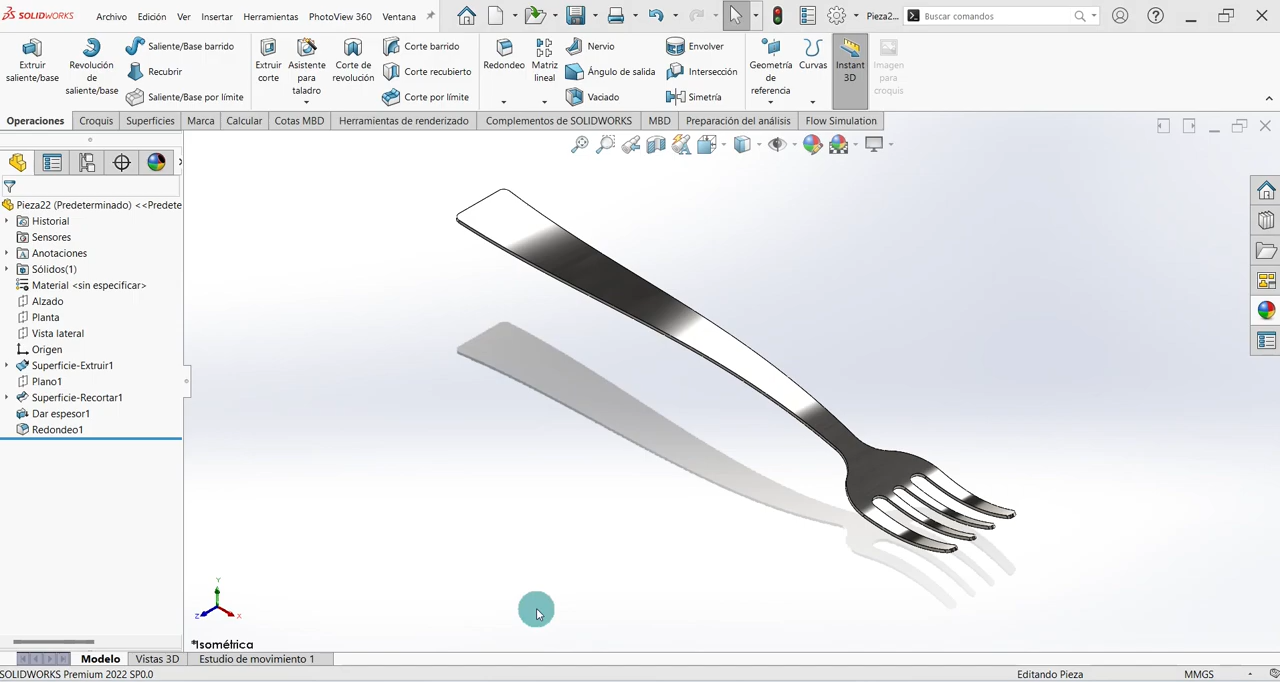 SOLIDWORKS
Archivo Edición Ver Insertar Herramientas PhotoView 360 Ventana
Pieza2...
Buscar comandos
Extruir saliente/base
Revolución de saliente/base
Saliente/Base barrido
Recubrir
Saliente/Base por límite
Extruir corte
Asistente para taladro
Corte de revolución
Corte barrido
Corte recubierto
Corte por límite
Redondeo
Matriz lineal
Nervio
Ángulo de salida
Vaciado
Envolver
Intersección
Simetría
Geometría de referencia
Curvas
Instant 3D
Imagen para croquis
Operaciones Croquis Superficies Marca Calcular Cotas MBD Herramientas de renderizado Complementos de SOLIDWORKS MBD Preparación del análisis Flow Simulation
Pieza22 (Predeterminado) <<Predete
Historial
Sensores
Anotaciones
Sólidos(1)
Material <sin especificar>
Alzado
Planta
Vista lateral
Origen
Superficie-Extruir1
Plano1
Superficie-Recortar1
Dar espesor1
Redondeo1
Y
Z X
*Isométrica
Modelo Vistas 3D Estudio de movimiento 1
SOLIDWORKS Premium 2022 SP0.0 Editando Pieza MMGS